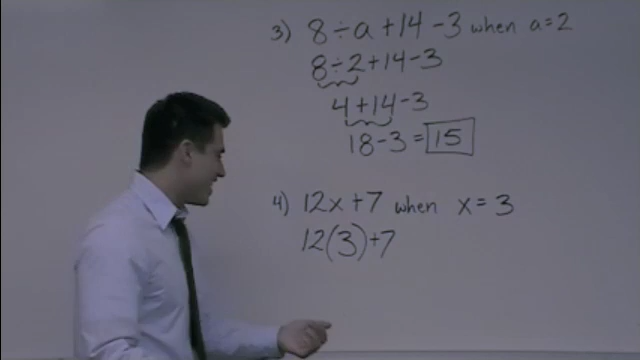 3) 8 ÷ a + 14 - 3 when a = 2
8 ÷ 2 + 14 - 3
4 + 14 - 3
18 - 3 = 15
4) 12x + 7 when x = 3
12(3) + 7